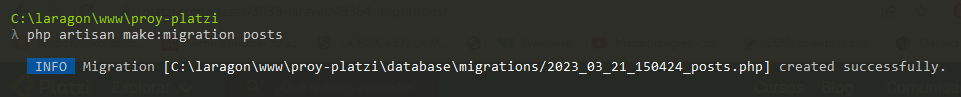 C:\laragon\www\proy-platzi
λ php artisan make:migration posts
INFO Migration [C:\laragon\www\proy-platzi\database\migrations/2023_03_21_150424_posts.php] created successfully.